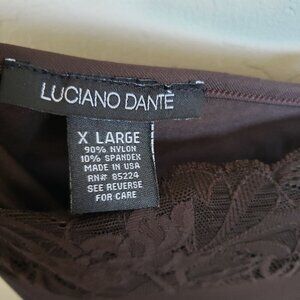 LUCIANO DANTÈ
X LARGE
90% NYLON
10% SPANDEX
MADE IN USA
RN# 85224
SEE REVERSE
FOR CARE